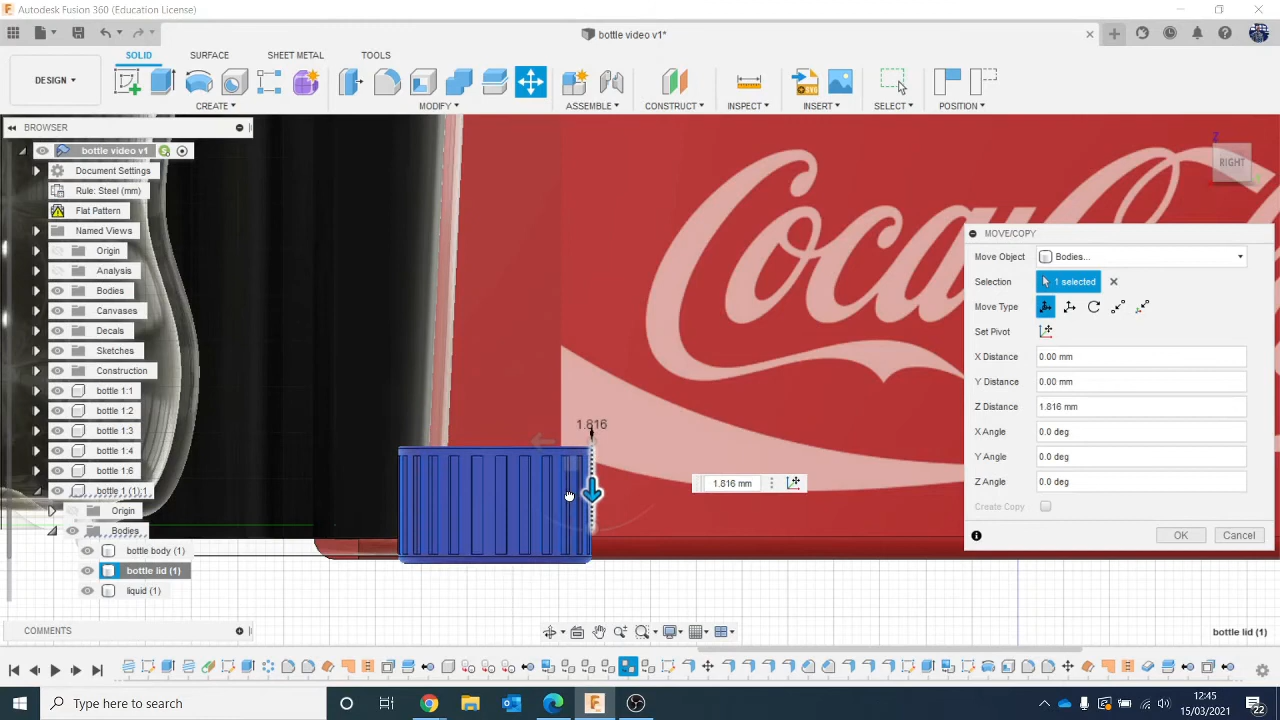 Autodesk Fusion 360 (Education License)
bottle video v1*
SOLID SURFACE SHEET METAL TOOLS
DESIGN
CREATE MODIFY ASSEMBLE CONSTRUCT INSPECT INSERT SELECT POSITION
BROWSER
bottle video v1
Document Settings
Rule: Steel (mm)
Flat Pattern
Named Views
Origin
Analysis
Bodies
Canvases
Decals
Sketches
Construction
bottle 1:1
bottle 1:2
bottle 1:3
bottle 1:4
bottle 1:6
bottle 1 (1):1
Origin
Bodies
bottle body (1)
bottle lid (1)
liquid (1)
Coca
1.816
1.816 mm
Z
RIGHT
MOVE/COPY
Move Object Bodies...
Selection 1 selected
Move Type
Set Pivot
X Distance 0.00 mm
Y Distance 0.00 mm
Z Distance 1.816 mm
X Angle 0.0 deg
Y Angle 0.0 deg
Z Angle 0.0 deg
Create Copy
OK Cancel
COMMENTS
bottle lid (1)
Type here to search
12:45
15/03/2021
22